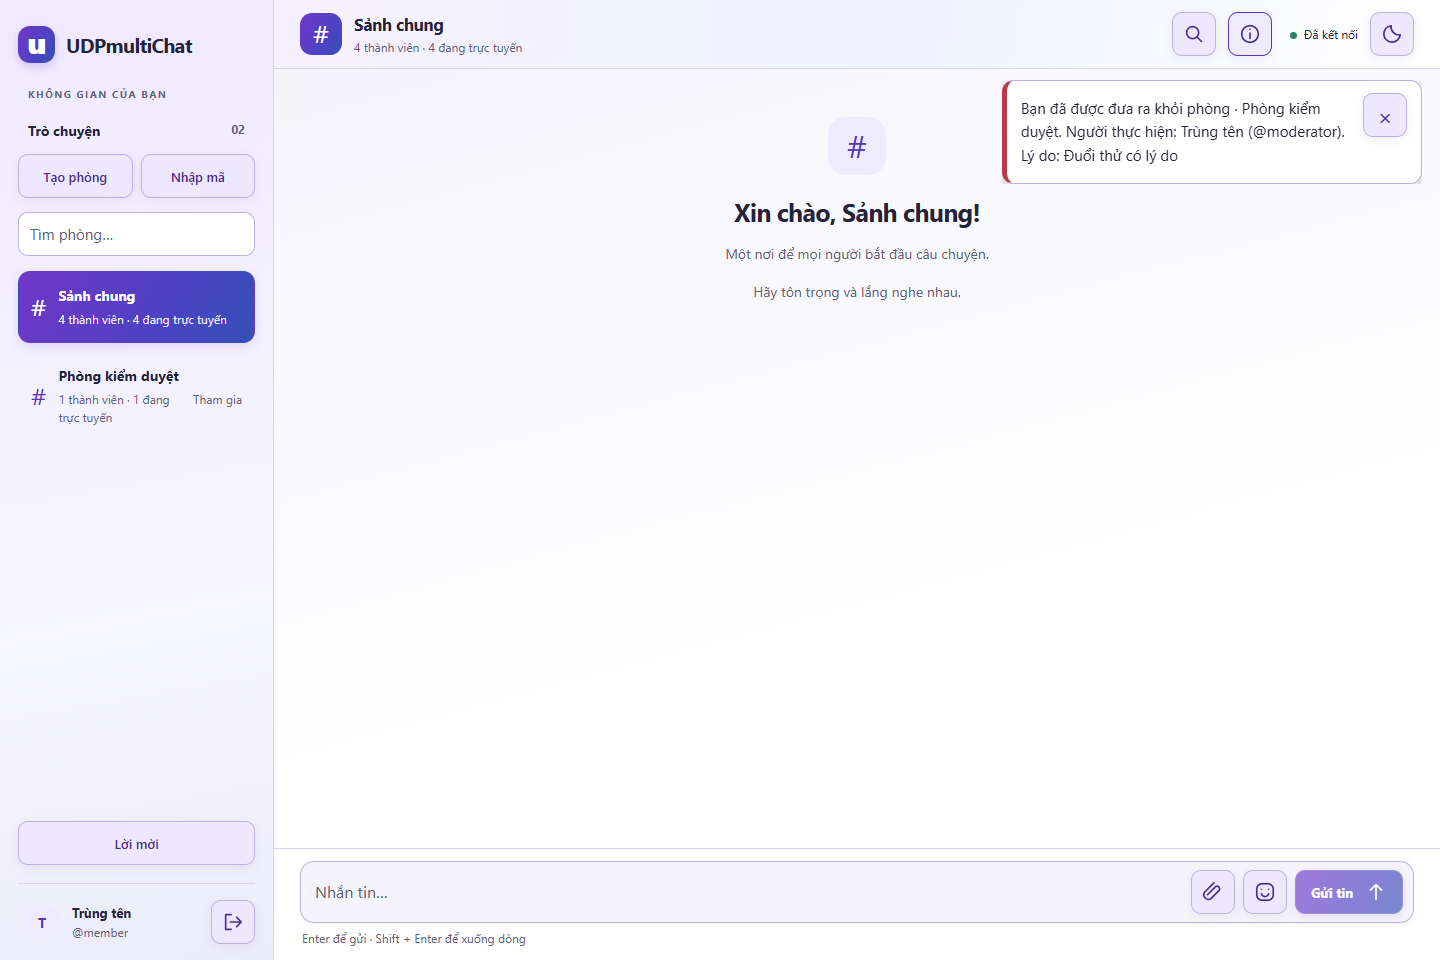 u UDPmultiChat
KHÔNG GIAN CỦA BẠN
Trò chuyện 02
Tạo phòng Nhập mã
Tìm phòng...
# Sảnh chung
4 thành viên · 4 đang trực tuyến
# Phòng kiểm duyệt
1 thành viên · 1 đang trực tuyến Tham gia
Lời mời
T Trùng tên
@member
# Sảnh chung
4 thành viên · 4 đang trực tuyến
Đã kết nối
Bạn đã được đưa ra khỏi phòng · Phòng kiểm
duyệt. Người thực hiện: Trùng tên (@moderator).
Lý do: Đuổi thử có lý do
×
#
Xin chào, Sảnh chung!
Một nơi để mọi người bắt đầu câu chuyện.
Hãy tôn trọng và lắng nghe nhau.
Nhắn tin...
Gửi tin
Enter để gửi · Shift + Enter để xuống dòng